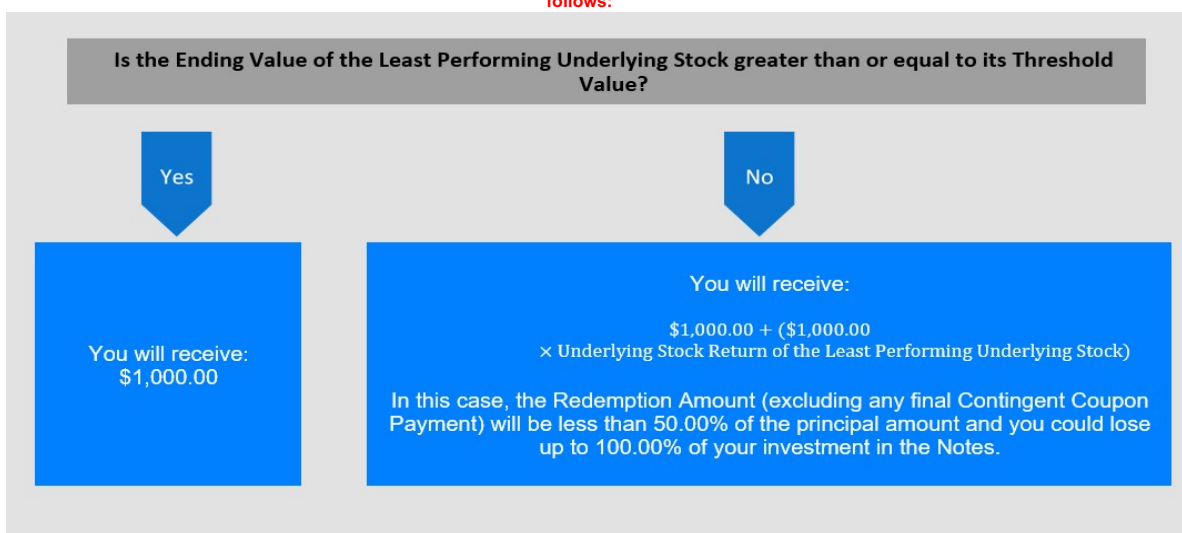 follows:
Is the Ending Value of the Least Performing Underlying Stock greater than or equal to its Threshold
Value?
Yes
No
You will receive:
$1,000.00
You will receive:
$1,000.00 + ($1,000.00
× Underlying Stock Return of the Least Performing Underlying Stock)
In this case, the Redemption Amount (excluding any final Contingent Coupon
Payment) will be less than 50.00% of the principal amount and you could lose
up to 100.00% of your investment in the Notes.